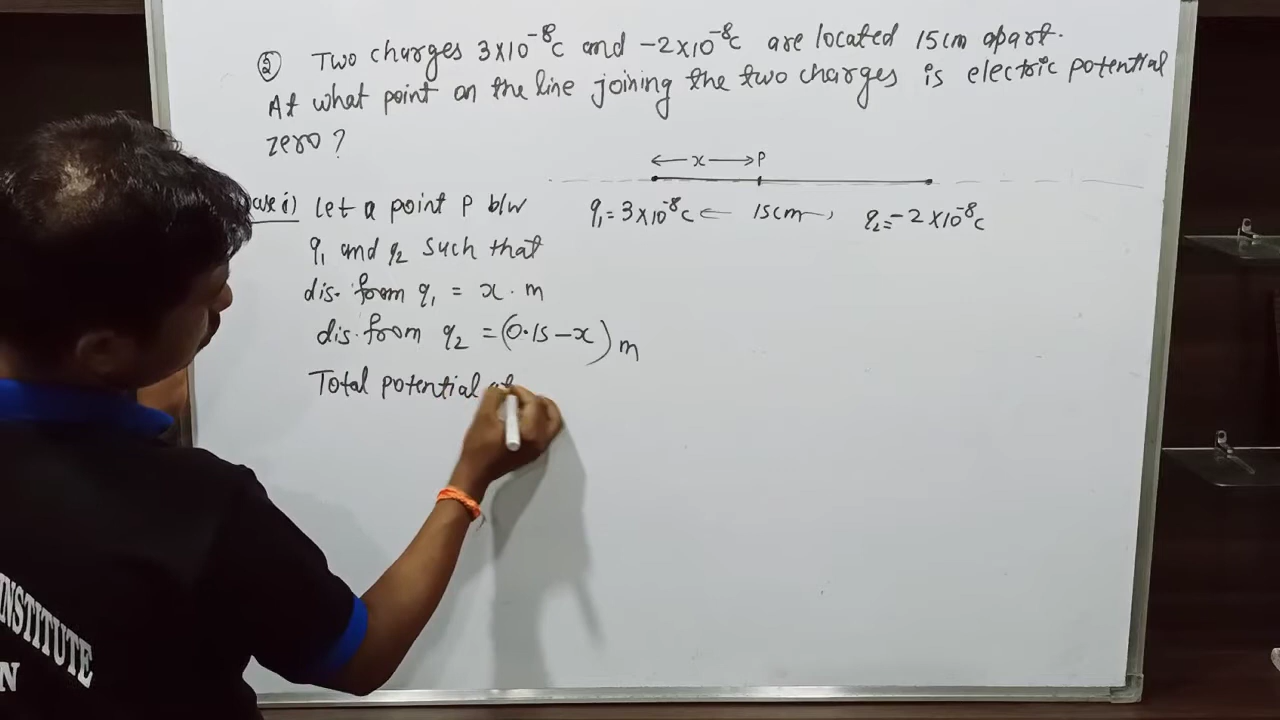 ② Two charges 3×10⁻⁸c and -2×10⁻⁸c are located 15cm apart.
At what point on the line joining the two charges is electric potential
zero?
← x → P
q₁ = 3×10⁻⁸c ← 15cm → q₂ = -2×10⁻⁸c
case i) Let a point P b/w
q₁ and q₂ such that
dis. from q₁ = x . m
dis. from q₂ = (0.15 - x) m
Total potential at
INSTITUTE
N